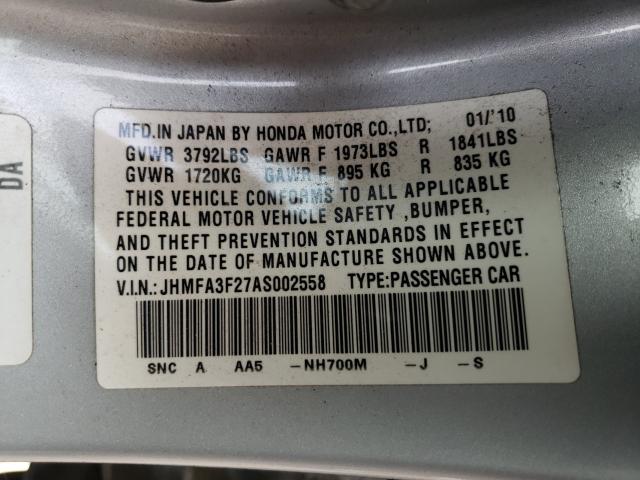 MFD.IN JAPAN BY HONDA MOTOR CO.,LTD; 01/'10
GVWR 3792LBS GAWR F 1973LBS R 1841LBS
GVWR 1720KG GAWR F 895 KG R 835 KG
THIS VEHICLE CONFORMS TO ALL APPLICABLE
FEDERAL MOTOR VEHICLE SAFETY ,BUMPER,
AND THEFT PREVENTION STANDARDS IN EFFECT
ON THE DATE OF MANUFACTURE SHOWN ABOVE.
V.I.N.: JHMFA3F27AS002558 TYPE:PASSENGER CAR
SNC A AA5 -NH700M -J -S
DA